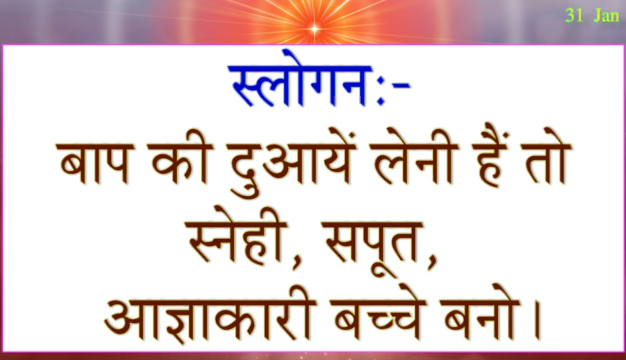 31 Jan
स्लोगन:-
बाप की दुआयें लेनी हैं तो
स्नेही, सपूत,
आज्ञाकारी बच्चे बनो।